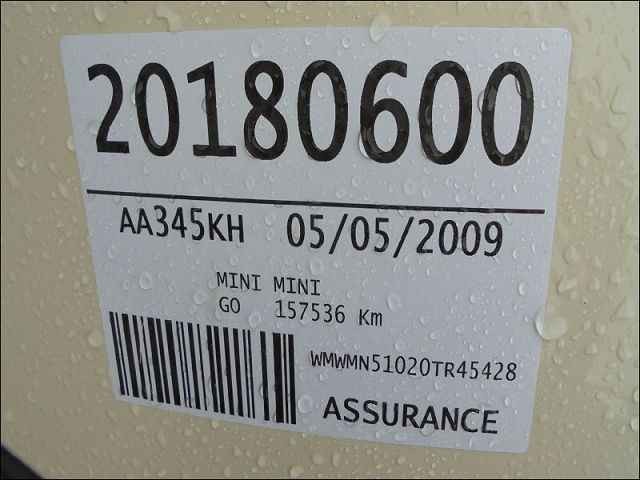 20180600
AA345KH 05/05/2009
MINI MINI
GO 157536 Km
WMWMN51020TR45428
ASSURANCE